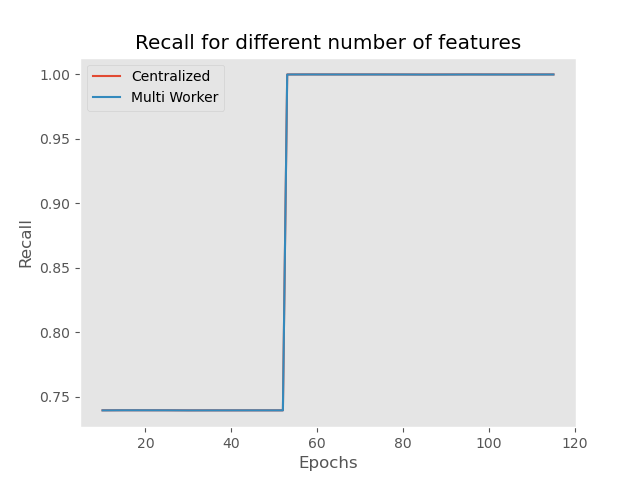 Recall for different number of features
Centralized
Multi Worker
1.00
0.95
0.90
0.85
0.80
0.75
Recall
20 40 60 80 100 120
Epochs